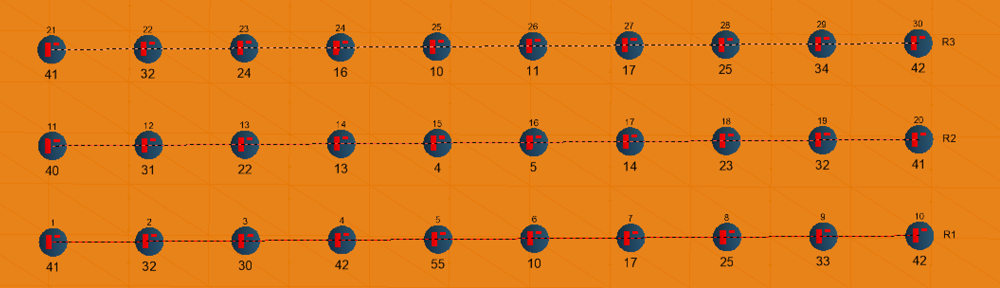 21 22 23 24 25 26 27 28 29 30
R3
41 32 24 16 10 11 17 25 34 42
11 12 13 14 15 16 17 18 19 20
R2
40 31 22 13 4 5 14 23 32 41
1 2 3 4 5 6 7 8 9 10
R1
41 32 30 42 55 10 17 25 33 42